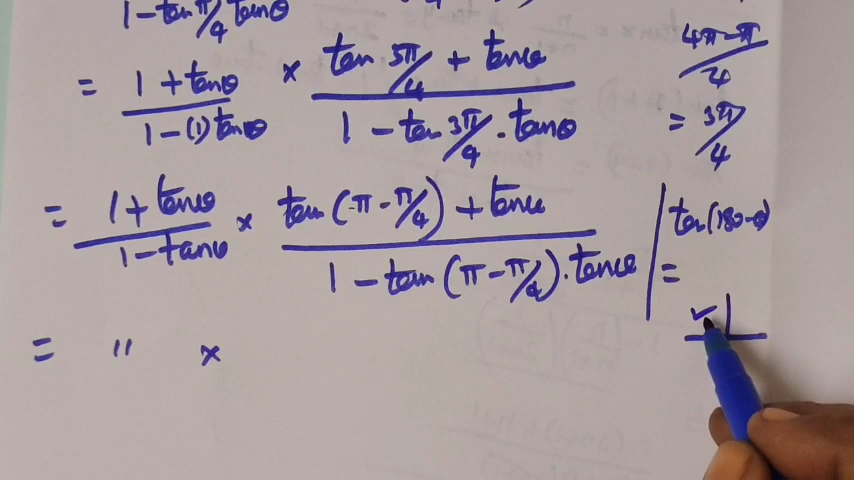 1-tan π/4 tanθ
= 1 + tanθ / 1-(1)tanθ × tan 3π/4 + tanθ / 1 - tan 3π/4 . tanθ
4π-π / 4
= 3π/4
= 1+tanθ / 1-tanθ × tan(π-π/4) + tanθ / 1-tan(π-π/4).tanθ
tan(180-θ)
=
= " ×